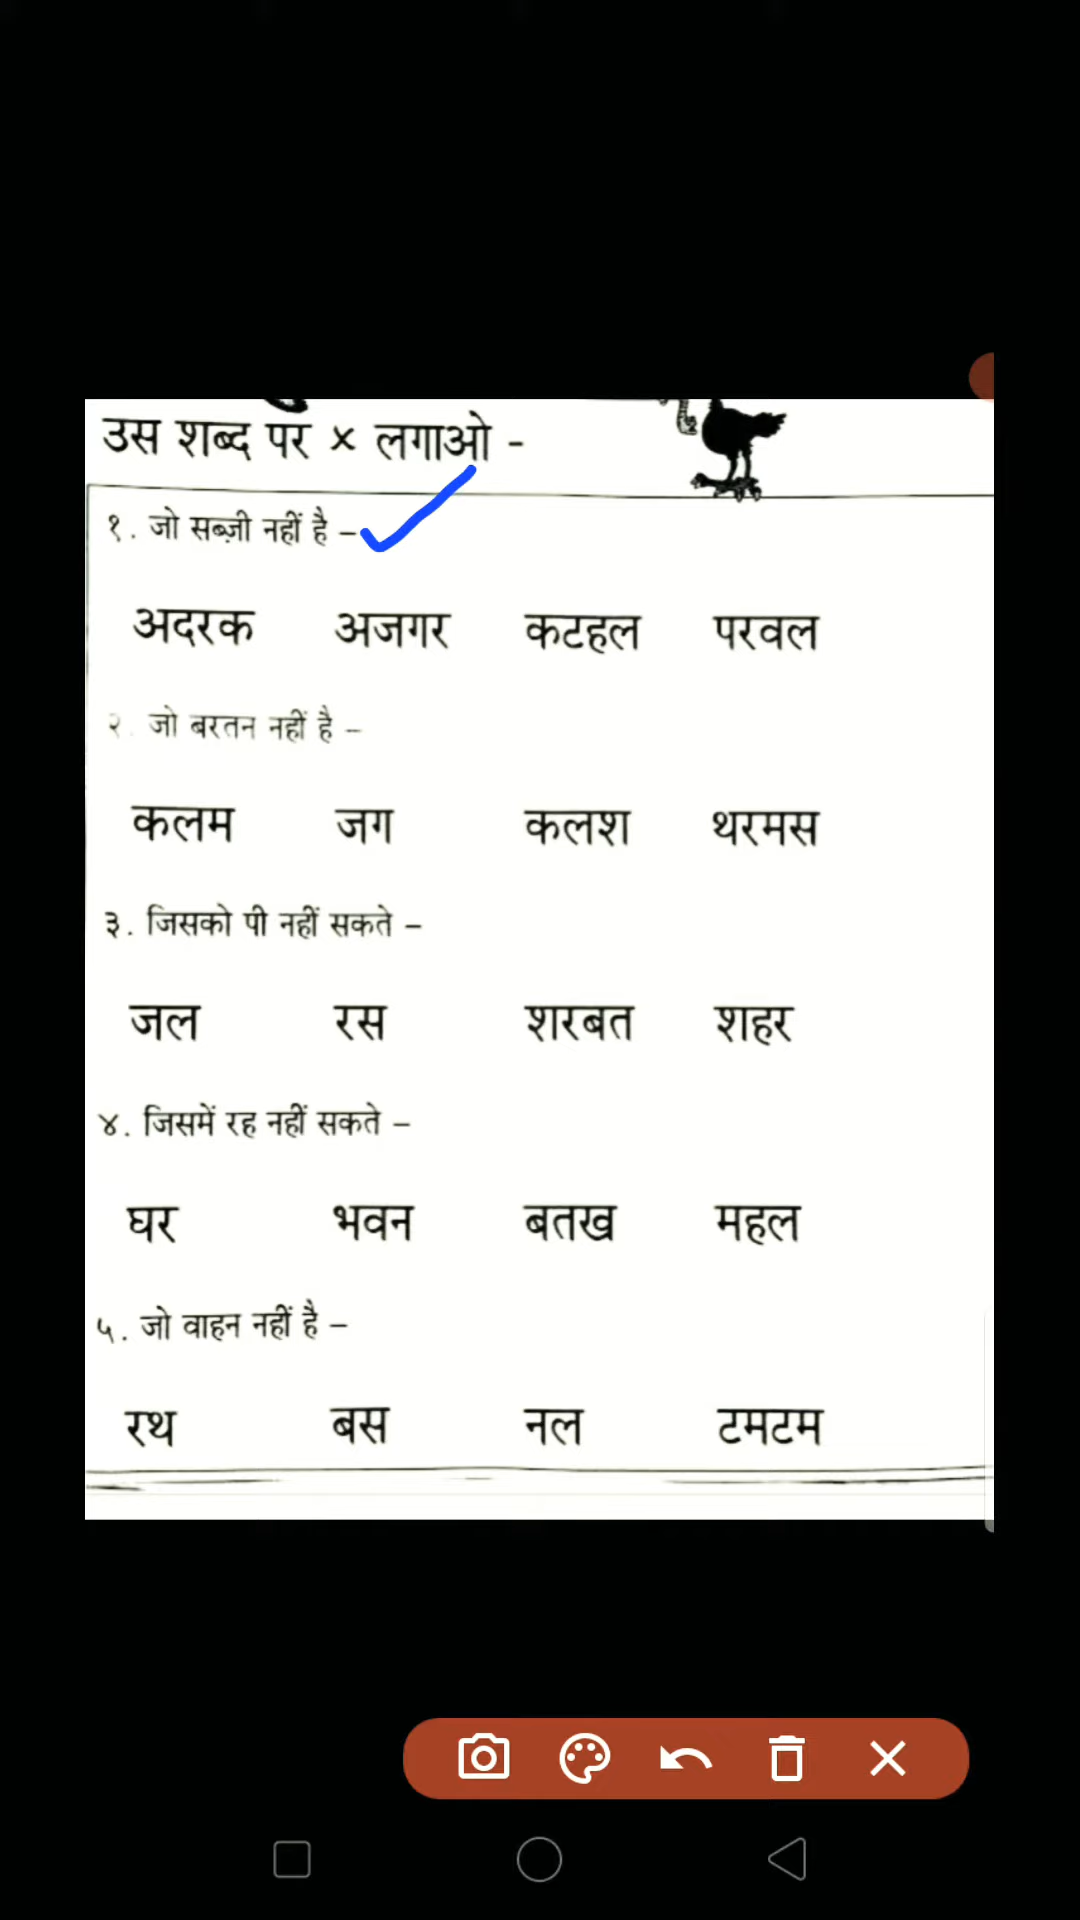 उस शब्द पर × लगाओ -
१. जो सब्ज़ी नहीं है –
अदरक अजगर कटहल परवल
२. जो बरतन नहीं है –
कलम जग कलश थरमस
३. जिसको पी नहीं सकते –
जल रस शरबत शहर
४. जिसमें रह नहीं सकते –
घर भवन बतख महल
५. जो वाहन नहीं है –
रथ बस नल टमटम